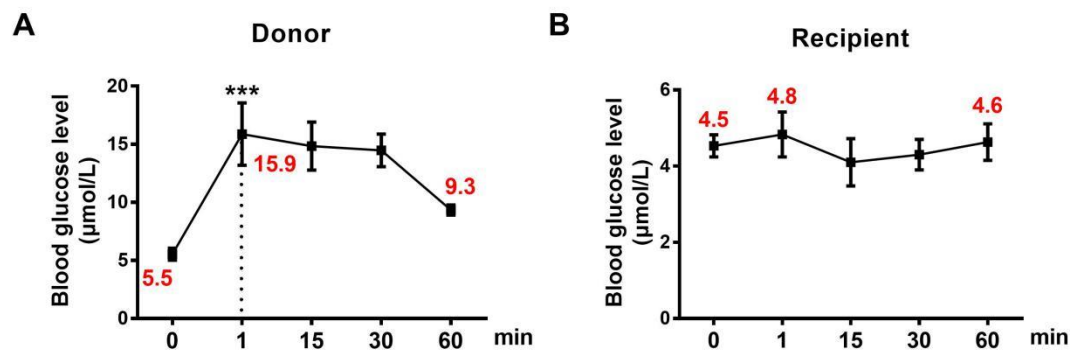 A
Donor
Blood glucose level
(μmol/L)
20
15
10
5
0
***
15.9
9.3
5.5
0 1 15 30 60 min
B
Recipient
Blood glucose level
(μmol/L)
6
4
2
0
4.5
4.8
4.6
0 1 15 30 60 min